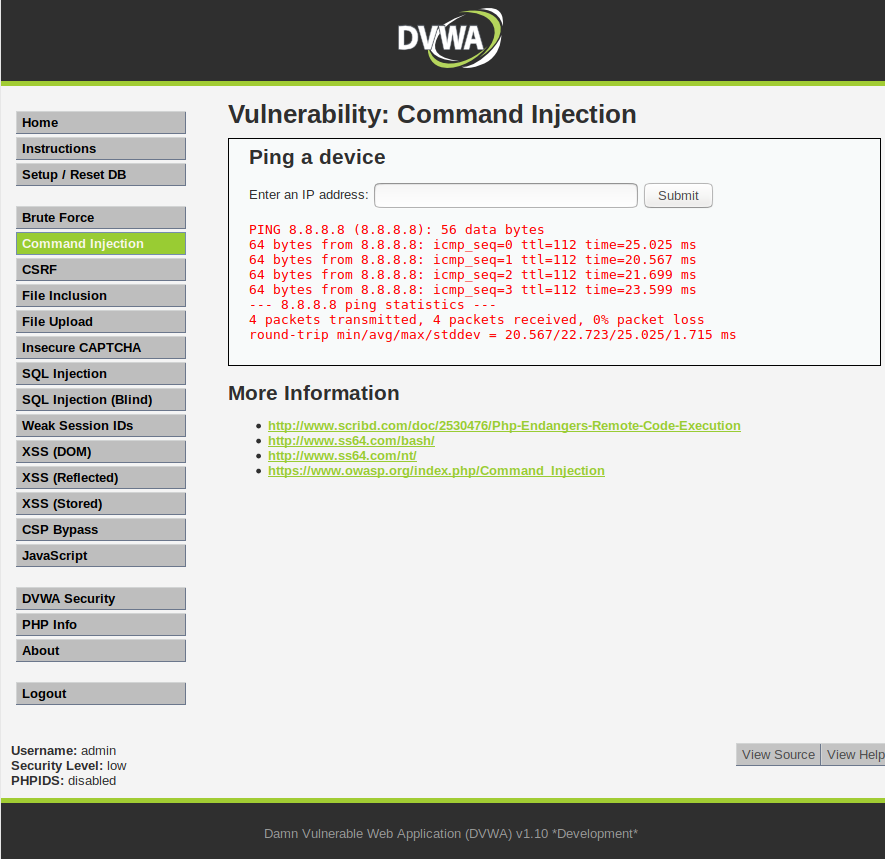 DVWA
Home
Instructions
Setup / Reset DB
Brute Force
Command Injection
CSRF
File Inclusion
File Upload
Insecure CAPTCHA
SQL Injection
SQL Injection (Blind)
Weak Session IDs
XSS (DOM)
XSS (Reflected)
XSS (Stored)
CSP Bypass
JavaScript
DVWA Security
PHP Info
About
Logout
Vulnerability: Command Injection
Ping a device
Enter an IP address: Submit
PING 8.8.8.8 (8.8.8.8): 56 data bytes
64 bytes from 8.8.8.8: icmp_seq=0 ttl=112 time=25.025 ms
64 bytes from 8.8.8.8: icmp_seq=1 ttl=112 time=20.567 ms
64 bytes from 8.8.8.8: icmp_seq=2 ttl=112 time=21.699 ms
64 bytes from 8.8.8.8: icmp_seq=3 ttl=112 time=23.599 ms
--- 8.8.8.8 ping statistics ---
4 packets transmitted, 4 packets received, 0% packet loss
round-trip min/avg/max/stddev = 20.567/22.723/25.025/1.715 ms
More Information
http://www.scribd.com/doc/2530476/Php-Endangers-Remote-Code-Execution
http://www.ss64.com/bash/
http://www.ss64.com/nt/
https://www.owasp.org/index.php/Command_Injection
Username: admin
Security Level: low
PHPIDS: disabled
View Source View Help
Damn Vulnerable Web Application (DVWA) v1.10 *Development*